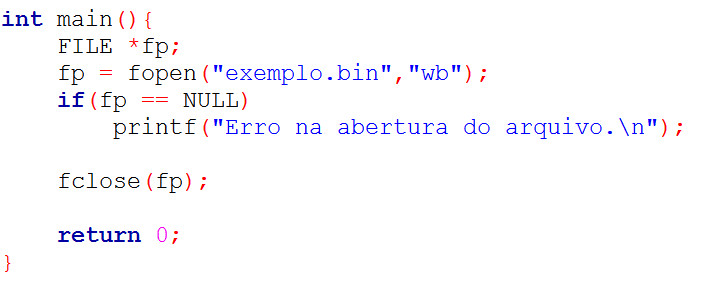 int main(){
    FILE *fp;
    fp = fopen("exemplo.bin","wb");
    if(fp == NULL)
        printf("Erro na abertura do arquivo.\n");

    fclose(fp);

    return 0;
}